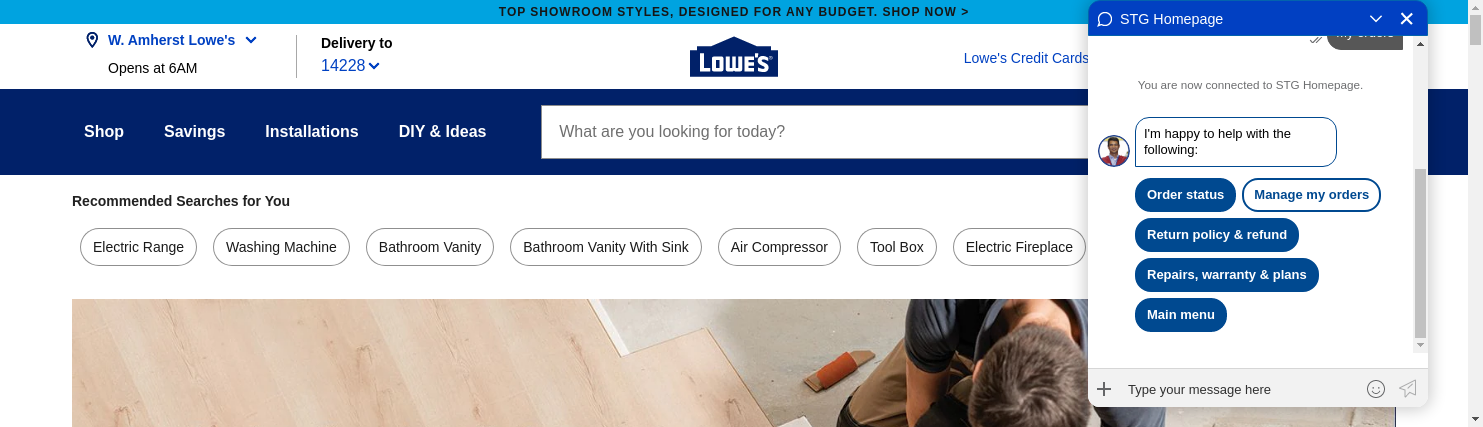 TOP SHOWROOM STYLES, DESIGNED FOR ANY BUDGET. SHOP NOW >
W. Amherst Lowe's
Opens at 6AM
Delivery to
14228
LOWE'S
Lowe's Credit Cards
Shop
Savings
Installations
DIY & Ideas
What are you looking for today?
Recommended Searches for You
Electric Range
Washing Machine
Bathroom Vanity
Bathroom Vanity With Sink
Air Compressor
Tool Box
Electric Fireplace
STG Homepage
my orders
You are now connected to STG Homepage.
I'm happy to help with the
following:
Order status
Manage my orders
Return policy & refund
Repairs, warranty & plans
Main menu
Type your message here